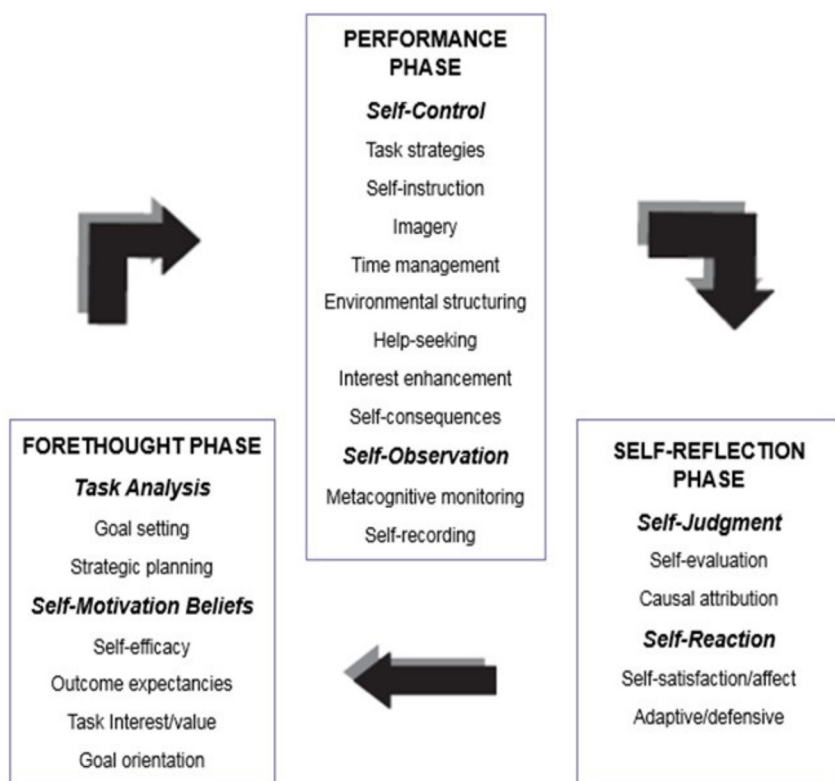 PERFORMANCE
PHASE
Self-Control
Task strategies
Self-instruction
Imagery
Time management
Environmental structuring
Help-seeking
Interest enhancement
Self-consequences
Self-Observation
Metacognitive monitoring
Self-recording
FORETHOUGHT PHASE
Task Analysis
Goal setting
Strategic planning
Self-Motivation Beliefs
Self-efficacy
Outcome expectancies
Task Interest/value
Goal orientation
SELF-REFLECTION
PHASE
Self-Judgment
Self-evaluation
Causal attribution
Self-Reaction
Self-satisfaction/affect
Adaptive/defensive